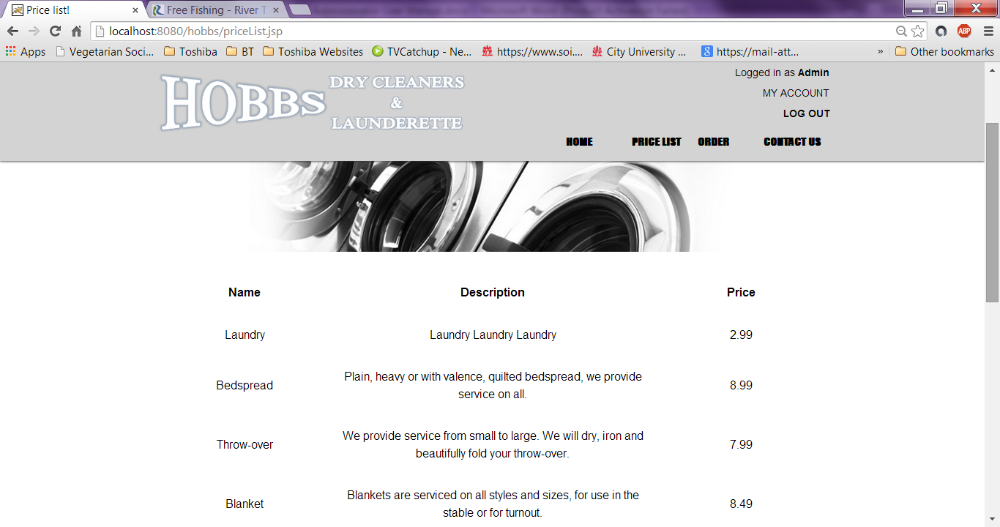 Price list!
Free Fishing - River T
localhost:8080/hobbs/priceList.jsp
ABP
Apps Vegetarian Soci... Toshiba BT Toshiba Websites TVCatchup - Ne... https://www.soi.... City University ... https://mail-att... » Other bookmarks
HOBBS
DRY CLEANERS
&
LAUNDERETTE
Logged in as Admin
MY ACCOUNT
LOG OUT
HOME PRICE LIST ORDER CONTACT US
Name Description Price
Laundry Laundry Laundry Laundry 2.99
Bedspread Plain, heavy or with valence, quilted bedspread, we provide
service on all. 8.99
Throw-over We provide service from small to large. We will dry, iron and
beautifully fold your throw-over. 7.99
Blanket Blankets are serviced on all styles and sizes, for use in the
stable or for turnout. 8.49